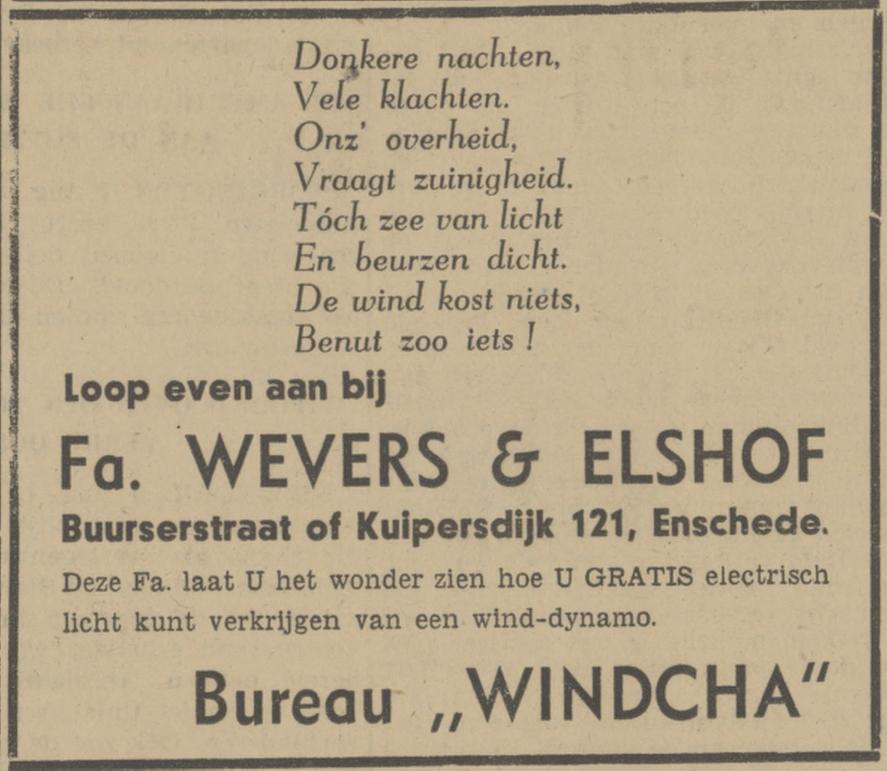 Donkere nachten,
Vele klachten.
Onz' overheid,
Vraagt zuinigheid.
Tóch zee van licht
En beurzen dicht.
De wind kost niets,
Benut zoo iets !
Loop even aan bij
Fa. WEVERS & ELSHOF
Buurserstraat of Kuipersdijk 121, Enschede.
Deze Fa. laat U het wonder zien hoe U GRATIS electrisch
licht kunt verkrijgen van een wind-dynamo.
Bureau „WINDCHA"